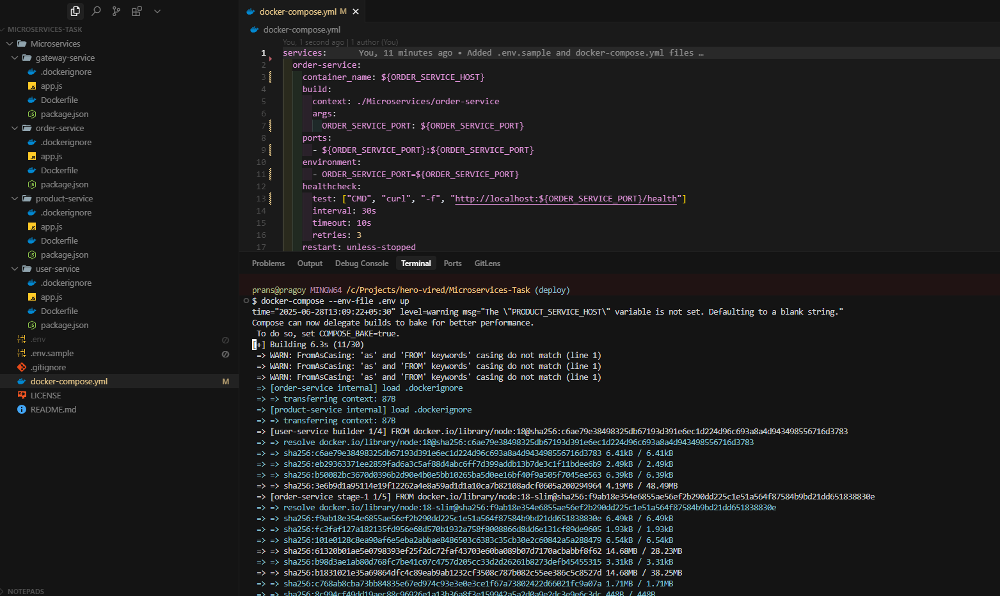 MICROSERVICES-TASK
Microservices
gateway-service
.dockerignore
app.js
Dockerfile
package.json
order-service
.dockerignore
app.js
Dockerfile
package.json
product-service
.dockerignore
app.js
Dockerfile
package.json
user-service
.dockerignore
app.js
Dockerfile
package.json
.env
.env.sample
.gitignore
docker-compose.yml M
LICENSE
README.md
NOTEPADS
docker-compose.yml M
docker-compose.yml
You, 1 second ago | 1 author (You)
1 services: You, 11 minutes ago • Added .env.sample and docker-compose.yml files …
2 order-service:
3 container_name: ${ORDER_SERVICE_HOST}
4 build:
5 context: ./Microservices/order-service
6 args:
7 ORDER_SERVICE_PORT: ${ORDER_SERVICE_PORT}
8 ports:
9 - ${ORDER_SERVICE_PORT}:${ORDER_SERVICE_PORT}
10 environment:
11 - ORDER_SERVICE_PORT=${ORDER_SERVICE_PORT}
12 healthcheck:
13 test: ["CMD", "curl", "-f", "http://localhost:${ORDER_SERVICE_PORT}/health"]
14 interval: 30s
15 timeout: 10s
16 retries: 3
17 restart: unless-stopped
Problems Output Debug Console Terminal Ports GitLens
prans@pragoy MINGW64 /c/Projects/hero-vired/Microservices-Task (deploy)
$ docker-compose --env-file .env up
time="2025-06-28T13:09:22+05:30" level=warning msg="The \"PRODUCT_SERVICE_HOST\" variable is not set. Defaulting to a blank string."
Compose can now delegate builds to bake for better performance.
To do so, set COMPOSE_BAKE=true.
[+] Building 6.3s (11/30)
=> WARN: FromAsCasing: 'as' and 'FROM' keywords' casing do not match (line 1)
=> WARN: FromAsCasing: 'as' and 'FROM' keywords' casing do not match (line 1)
=> WARN: FromAsCasing: 'as' and 'FROM' keywords' casing do not match (line 1)
=> [order-service internal] load .dockerignore
=> => transferring context: 87B
=> [product-service internal] load .dockerignore
=> => transferring context: 87B
=> [user-service builder 1/4] FROM docker.io/library/node:18@sha256:c6ae79e38498325db67193d391e6ec1d224d96c693a8a4d943498556716d3783
=> => resolve docker.io/library/node:18@sha256:c6ae79e38498325db67193d391e6ec1d224d96c693a8a4d943498556716d3783
=> => sha256:c6ae79e38498325db67193d391e6ec1d224d96c693a8a4d943498556716d3783 6.41kB / 6.41kB
=> => sha256:eb29363371ee2859fad6a3c5af88d4abc6ff7d399addb13b7de3c1f11bdee6b9 2.49kB / 2.49kB
=> => sha256:b50082bc3670d0396b2d90e4b0e5bb10265ba5d0ee16bf40f9a505f7045ee563 6.39kB / 6.39kB
=> => sha256:3e6b9d1a95114e19f12262a4e8a59ad1d1a10ca7b82108adcf0605a200294964 4.19MB / 48.49MB
=> [order-service stage-1 1/5] FROM docker.io/library/node:18-slim@sha256:f9ab18e354e6855ae56ef2b290dd225c1e51a564f87584b9bd21dd651838830e
=> => resolve docker.io/library/node:18-slim@sha256:f9ab18e354e6855ae56ef2b290dd225c1e51a564f87584b9bd21dd651838830e
=> => sha256:f9ab18e354e6855ae56ef2b290dd225c1e51a564f87584b9bd21dd651838830e 6.49kB / 6.49kB
=> => sha256:fc3faf127a182135fd956e68d570b1932a758f8008866d8dd6e131cf89de9605 1.93kB / 1.93kB
=> => sha256:101e0128c8ea90af6e5eba2abbae8486503c6383c35cb30e2c60842a5a288479 6.54kB / 6.54kB
=> => sha256:61320b01ae5e0798393ef25f2dc72faf43703e60ba089b07d7170acbabbf8f62 14.68MB / 28.23MB
=> => sha256:b98d3ae1ab80d768fc7be41c07c4757d205cc33d2d26261b8273defb45455315 3.31kB / 3.31kB
=> => sha256:b1831021e35a69864dfc4c89eab9ab1232cf3508c787b082c55ee386c5c8527d 14.68MB / 38.25MB
=> => sha256:c768ab8cba73bb84835e67ed974c93e3e0e3ce1f67a73802422d66021fc9a07a 1.71MB / 1.71MB
=> => sha256:8c994cf49dd19aec88c96926e1a13b36a8f3e159942a5a2d0a9e2dc3e9e6c3dc 448B / 448B